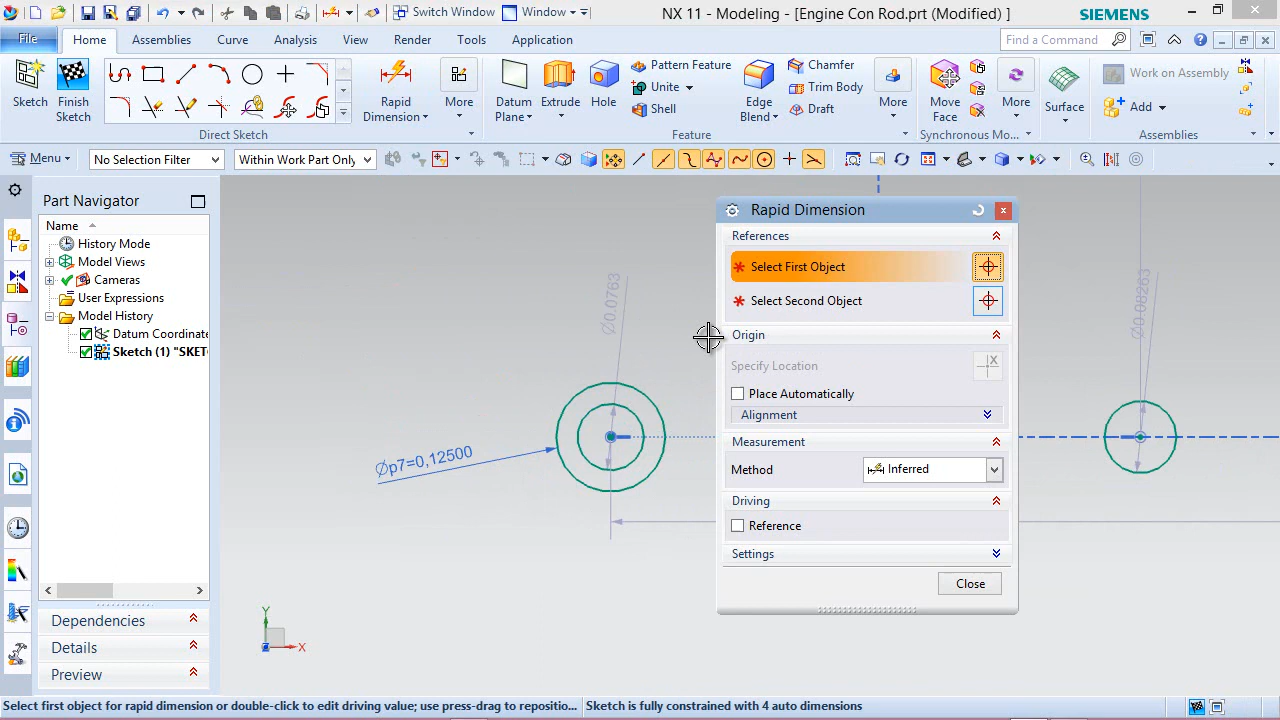 Switch Window
Window
NX 11 - Modeling - [Engine Con Rod.prt (Modified) ]
SIEMENS
File
Home
Assemblies
Curve
View
Analysis
Render
Tools
Application
Find a Command
Sketch
Finish
Sketch
Direct Sketch
Rapid
Dimension
More
Datum
Plane
Extrude
Hole
Pattern Feature
Unite
Shell
Edge
Blend
Chamfer
Trim Body
Draft
More
Feature
Move
Face
More
Synchronous Mo...
Surface
Work on Assembly
Add
Assemblies
Menu
No Selection Filter
Within Work Part Only
Part Navigator
Name
History Mode
Model Views
Cameras
User Expressions
Model History
Datum Coordinate
Sketch (1) "SKET
Dependencies
Details
Preview
Ø0.0763
Øp7=0,12500
Ø0.08263
Y
X
Rapid Dimension
References
Select First Object
Select Second Object
Origin
Specify Location
Place Automatically
Alignment
Measurement
Method
Inferred
Driving
Reference
Settings
Close
Select first object for rapid dimension or double-click to edit driving value; use press-drag to repositio...
Sketch is fully constrained with 4 auto dimensions